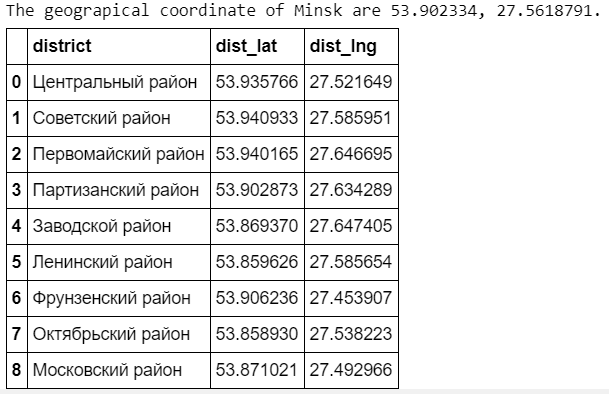 The geograpical coordinate of Minsk are 53.902334, 27.5618791.
district dist_lat dist_lng
0 Центральный район 53.935766 27.521649
1 Советский район 53.940933 27.585951
2 Первомайский район 53.940165 27.646695
3 Партизанский район 53.902873 27.634289
4 Заводской район 53.869370 27.647405
5 Ленинский район 53.859626 27.585654
6 Фрунзенский район 53.906236 27.453907
7 Октябрьский район 53.858930 27.538223
8 Московский район 53.871021 27.492966